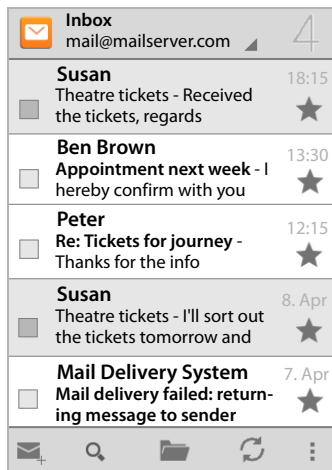 Inbox
mail@mailserver.com
4
Susan
18:15
Theatre tickets - Received
the tickets, regards
Ben Brown
13:30
Appointment next week - I
hereby confirm with you
Peter
12:15
Re: Tickets for journey -
Thanks for the info
Susan
8. Apr
Theatre tickets - I'll sort out
the tickets tomorrow and
Mail Delivery System
7. Apr
Mail delivery failed: return-
ing message to sender